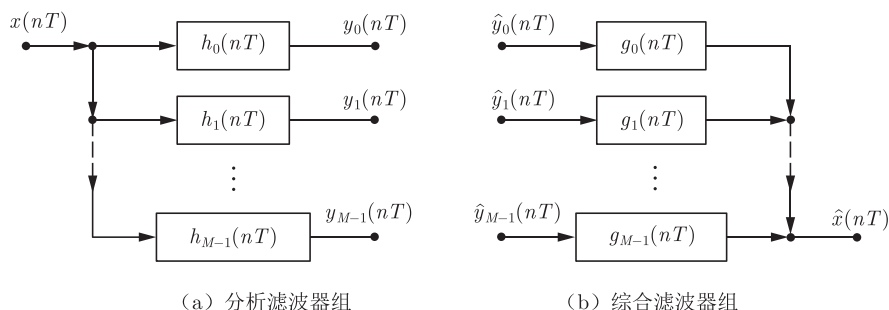 x(nT)
h₀(nT)
y₀(nT)
h₁(nT)
y₁(nT)
⋮
h_{M−1}(nT)
y_{M−1}(nT)
(a) 分析滤波器组
ŷ₀(nT)
g₀(nT)
ŷ₁(nT)
g₁(nT)
⋮
ŷ_{M−1}(nT)
g_{M−1}(nT)
x̂(nT)
(b) 综合滤波器组